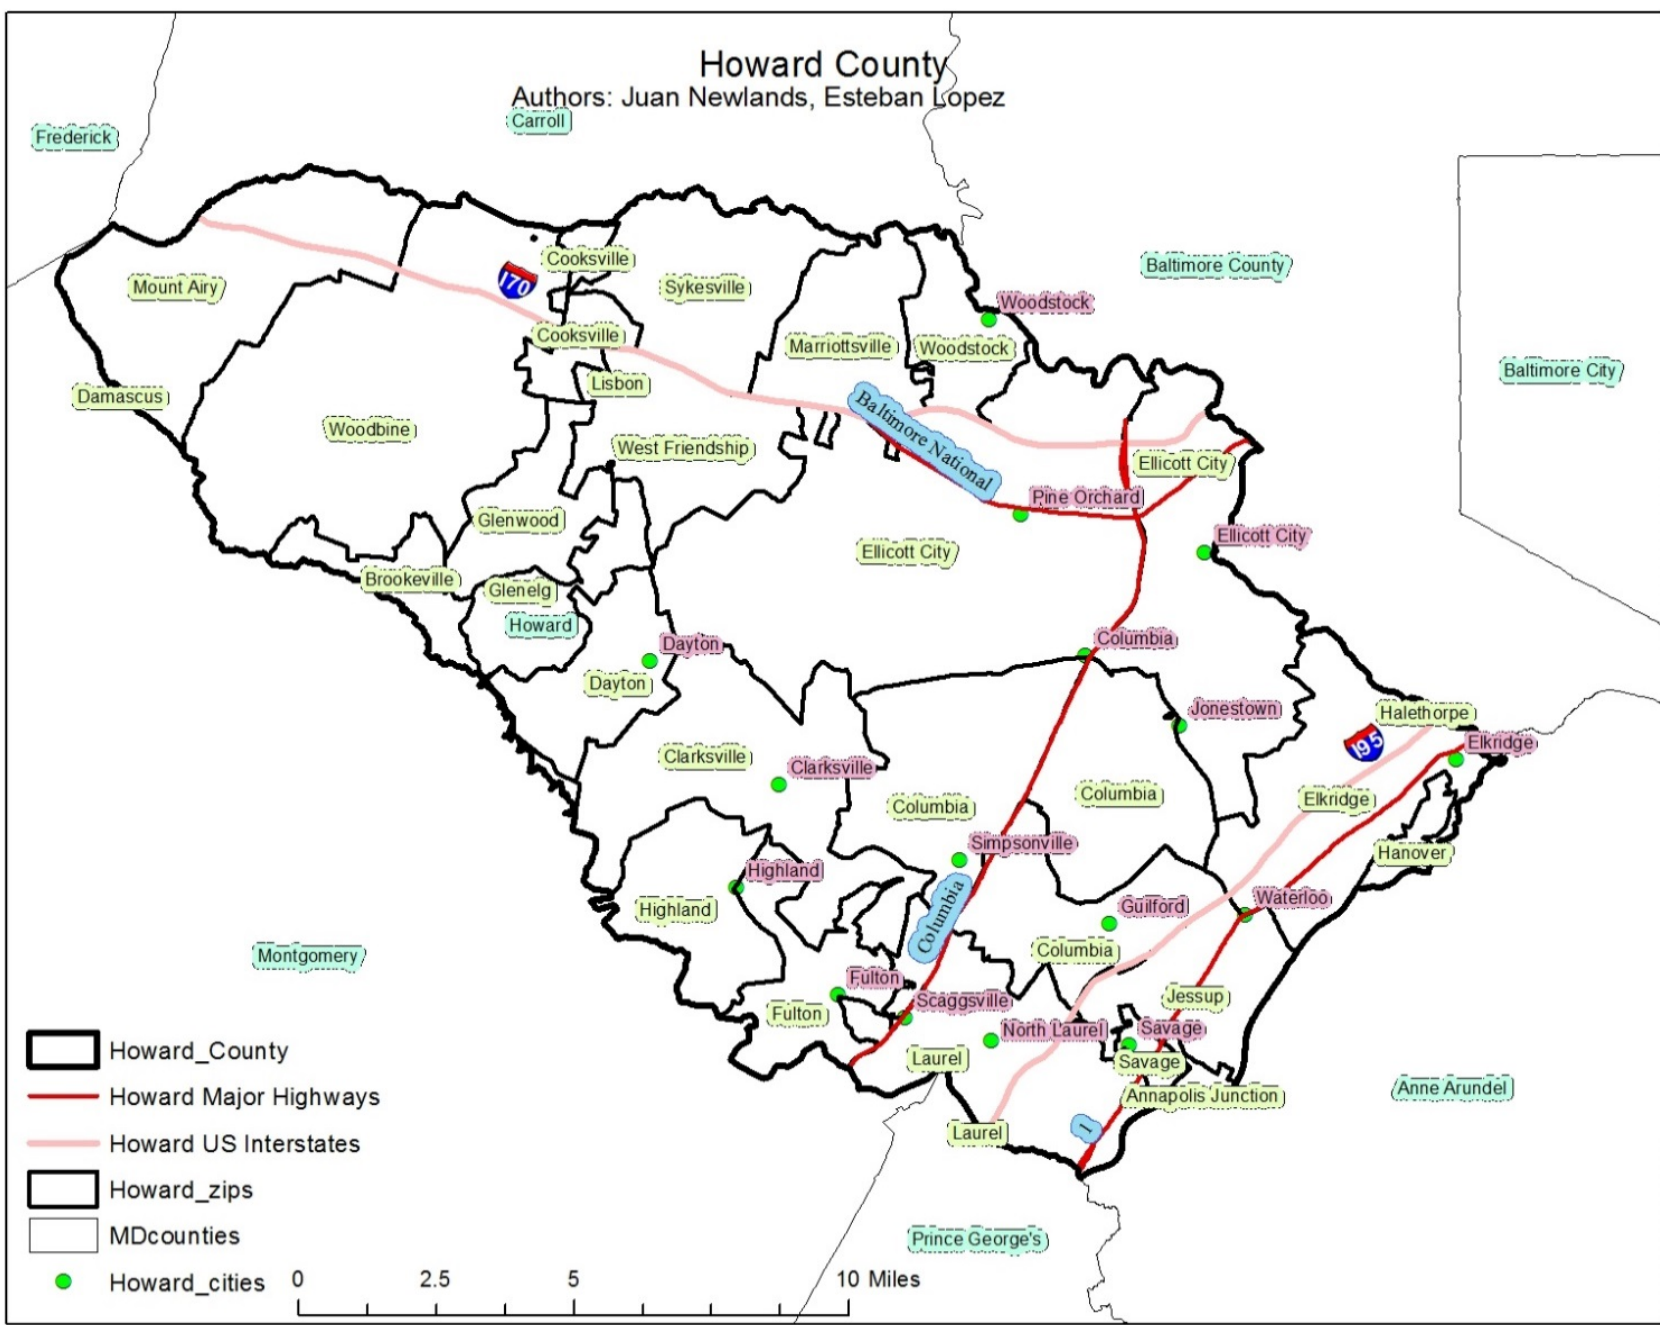 Howard County
Authors: Juan Newlands, Esteban Lopez
Carroll
Frederick
Cooksville
Baltimore County
170
Mount Airy
Sykesville
Woodstock
Cooksville
Marriottsville
Woodstock
Baltimore City
Lisbon
Damascus
Woodbine
Baltimore National
West Friendship
Ellicott City
Pine Orchard
Glenwood
Ellicott City
Ellicott City
Brookeville
Glenelg
Howard
Dayton
Columbia
Dayton
Jonestown
Halethorpe
195
Elkridge
Clarksville
Clarksville
Columbia
Columbia
Elkridge
Simpsonville
Hanover
Highland
Highland
Columbia
Guilford
Waterloo
Columbia
Montgomery
Fulton
Scaggsville
Jessup
Fulton
North Laurel
Savage
Laurel
Savage
Annapolis Junction
Anne Arundel
Laurel
1
Prince George's
Howard_County
Howard Major Highways
Howard US Interstates
Howard_zips
MDcounties
Howard_cities
0 2.5 5 10 Miles